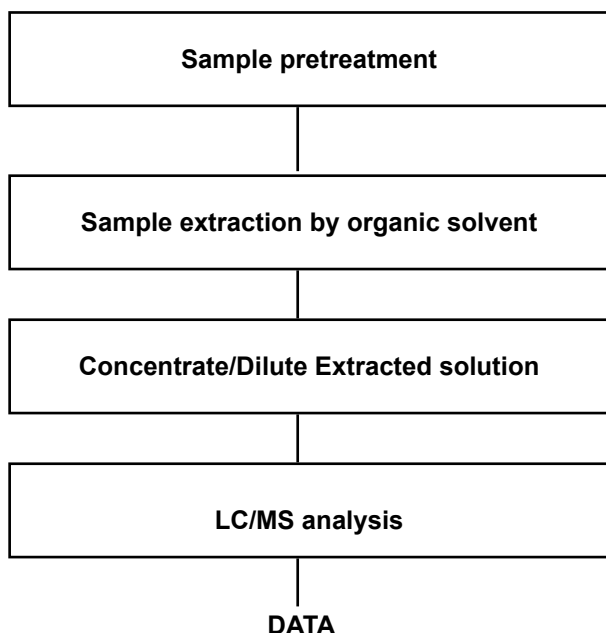 Sample pretreatment
Sample extraction by organic solvent
Concentrate/Dilute Extracted solution
LC/MS analysis
DATA